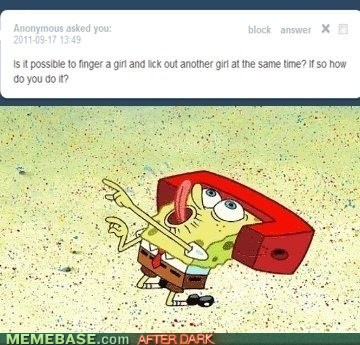 Anonymous asked you:
block answer X
2011-09-17 13:49
Is it possible to finger a girl and lick out another girl at the same time? If so how
do you do it?
MEMEBASE.com AFTER DARK